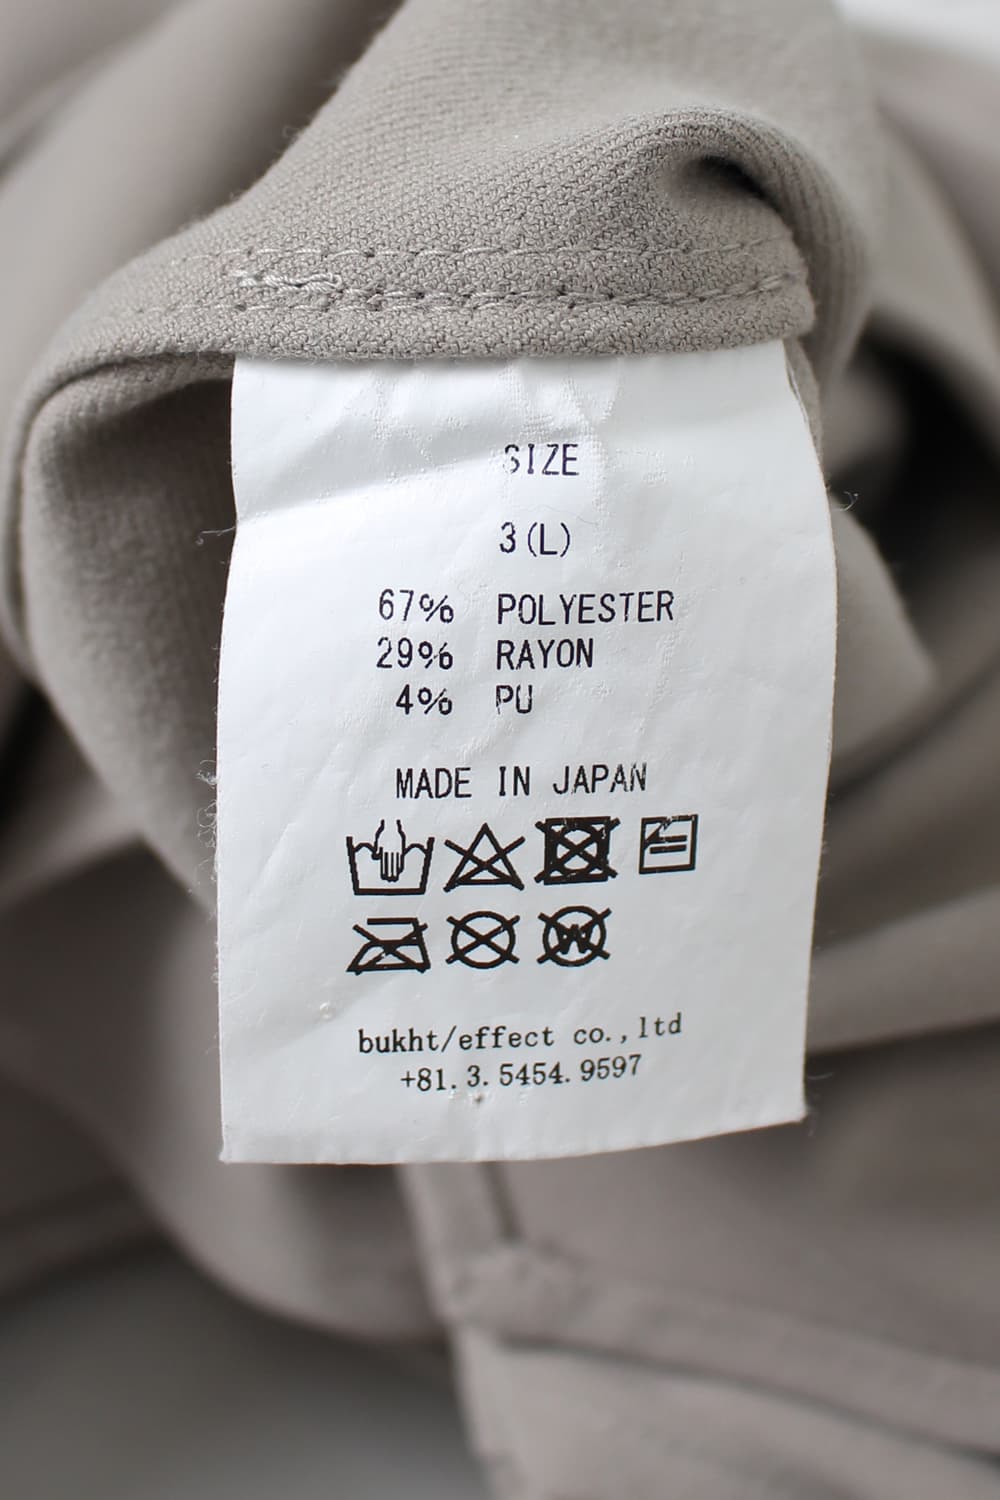 SIZE
3(L)
67% POLYESTER
29% RAYON
4% PU
MADE IN JAPAN
W
bukht/effect co.,ltd
+81.3.5454.9597